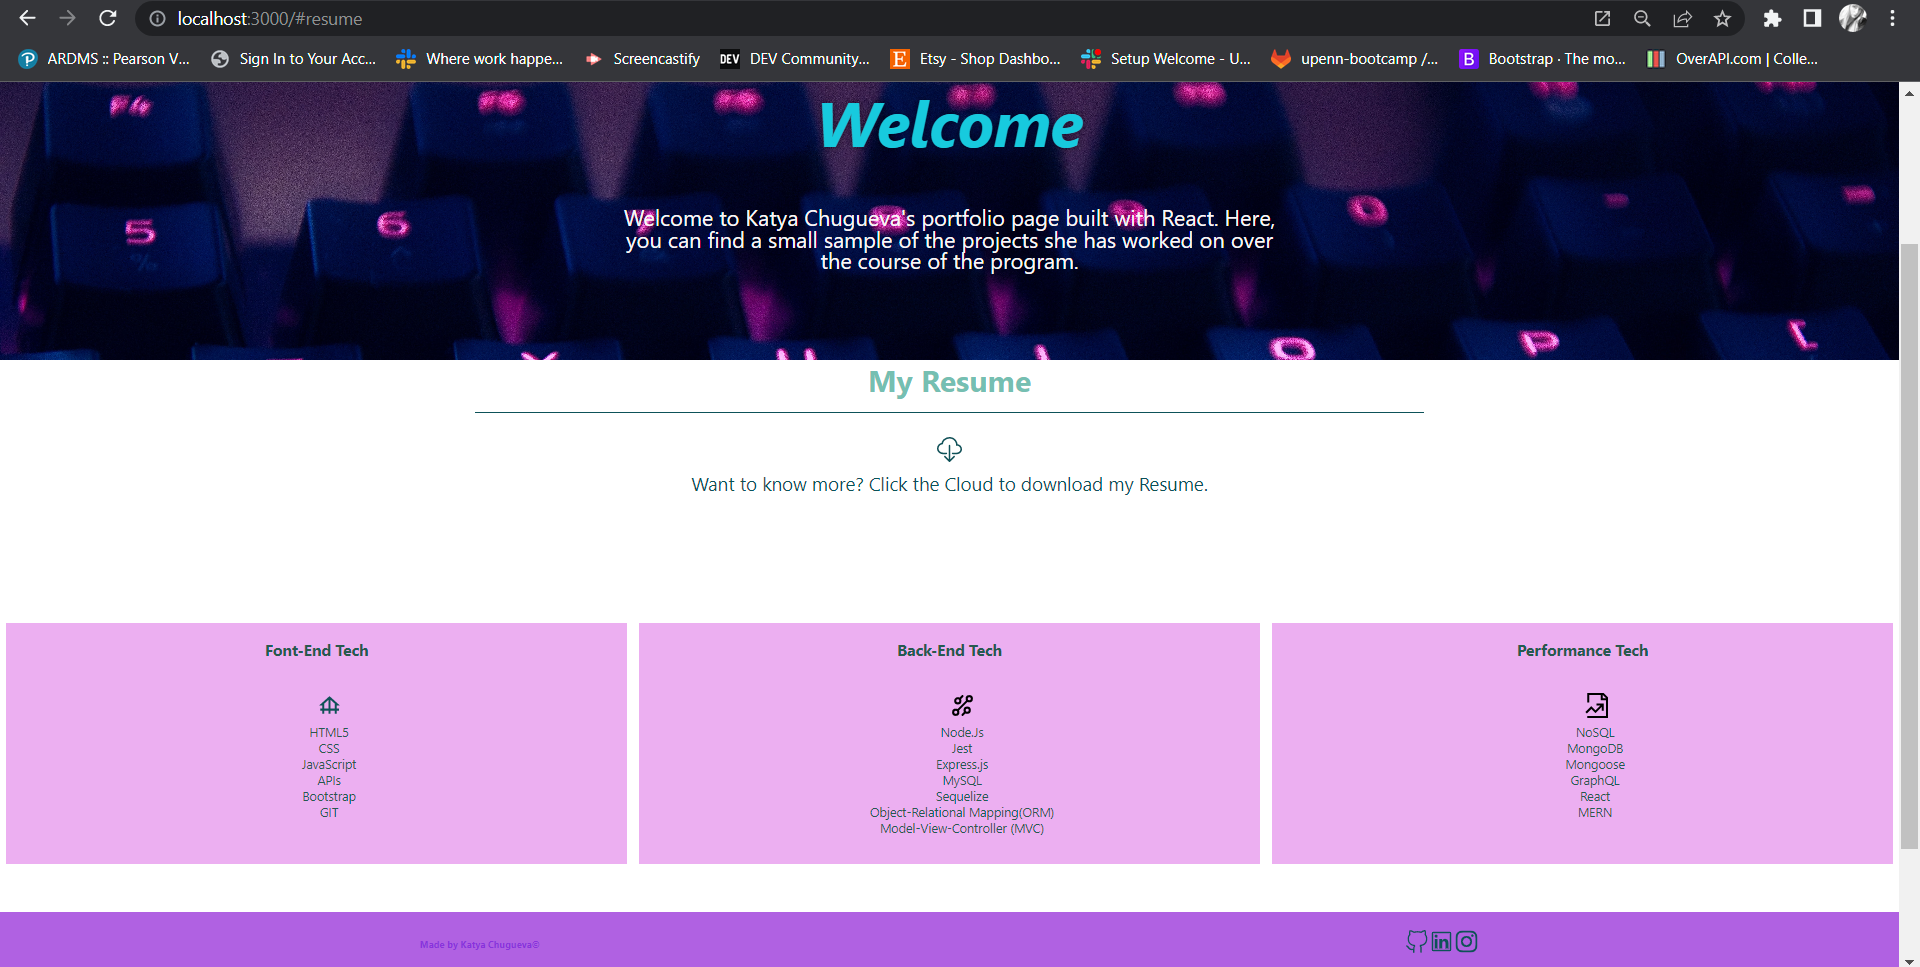 localhost:3000/#resume
ARDMS :: Pearson V...
Sign In to Your Acc...
Where work happe...
Screencastify
DEV Community...
Etsy - Shop Dashbo...
Setup Welcome - U...
upenn-bootcamp /...
Bootstrap · The mo...
OverAPI.com | Colle...
Welcome
Welcome to Katya Chugueva's portfolio page built with React. Here,
you can find a small sample of the projects she has worked on over
the course of the program.
My Resume
Want to know more? Click the Cloud to download my Resume.
Font-End Tech
HTML5
CSS
JavaScript
APIs
Bootstrap
GIT
Back-End Tech
Node.Js
Jest
Express.js
MySQL
Sequelize
Object-Relational Mapping(ORM)
Model-View-Controller (MVC)
Performance Tech
NoSQL
MongoDB
Mongoose
GraphQL
React
MERN
Made by Katya Chugueva©